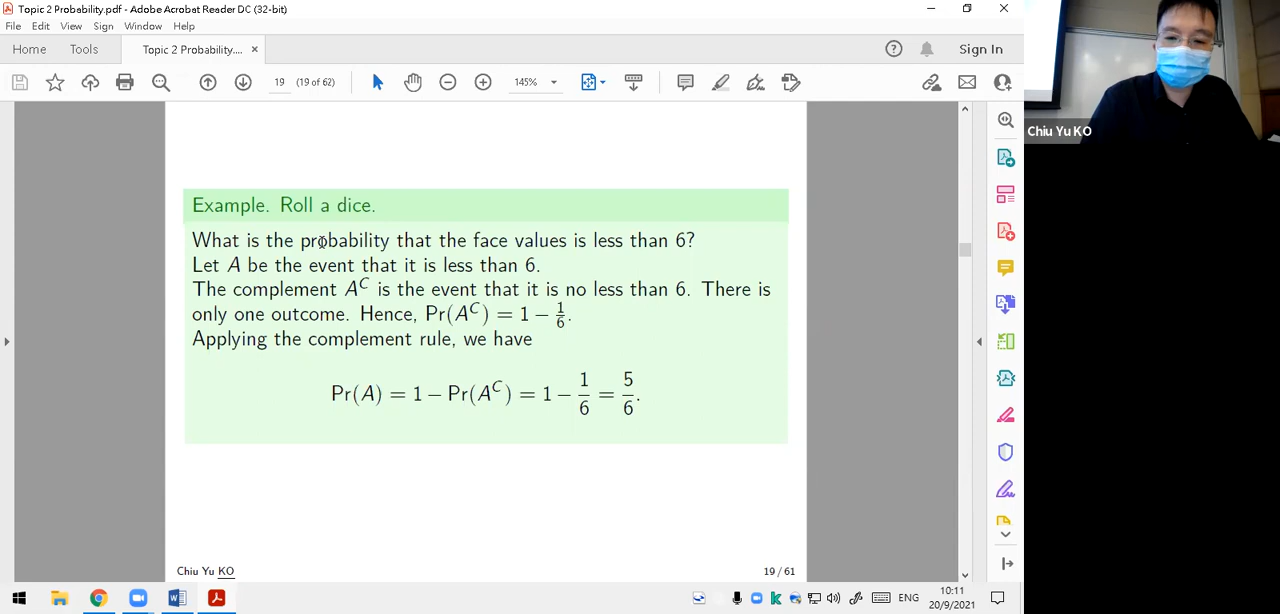 Topic 2 Probability.pdf - Adobe Acrobat Reader DC (32-bit)
File Edit View Sign Window Help
Home Tools Topic 2 Probability.... × Sign In
19 (19 of 62) 145%
Chiu Yu KO
Example. Roll a dice.
What is the probability that the face values is less than 6?
Let A be the event that it is less than 6.
The complement Aᶜ is the event that it is no less than 6. There is
only one outcome. Hence, Pr(Aᶜ) = 1 − 1/6.
Applying the complement rule, we have
Pr(A) = 1 − Pr(Aᶜ) = 1 − 1/6 = 5/6.
Chiu Yu KO 19 / 61
ENG 10:11
20/9/2021